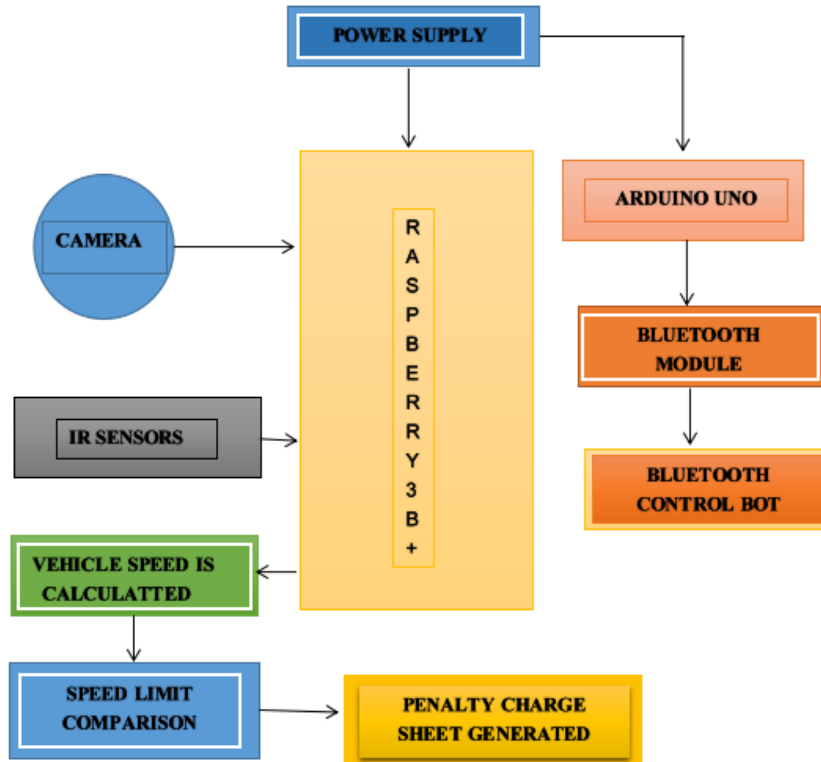 POWER SUPPLY
CAMERA
RASPBERRY3B+
ARDUINO UNO
BLUETOOTH
MODULE
IR SENSORS
BLUETOOTH
CONTROL BOT
VEHICLE SPEED IS
CALCULATTED
SPEED LIMIT
COMPARISON
PENALTY CHARGE
SHEET GENERATED